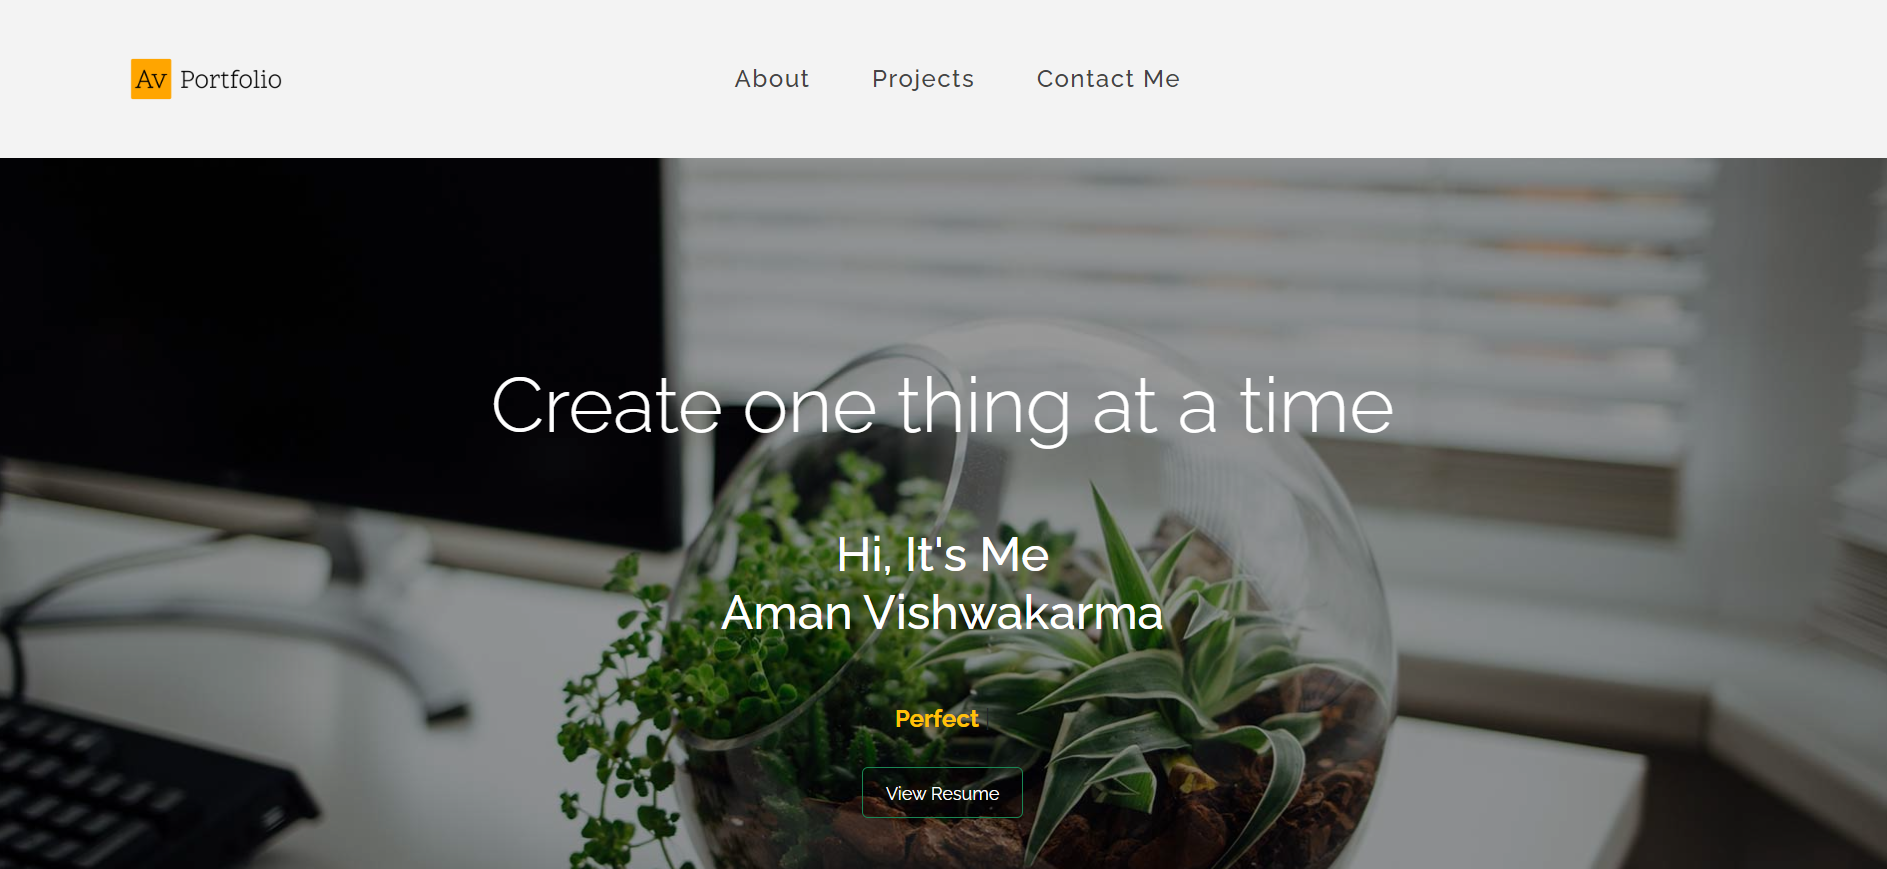 Av Portfolio
About Projects Contact Me
Create one thing at a time
Hi, It's Me
Aman Vishwakarma
Perfect
View Resume